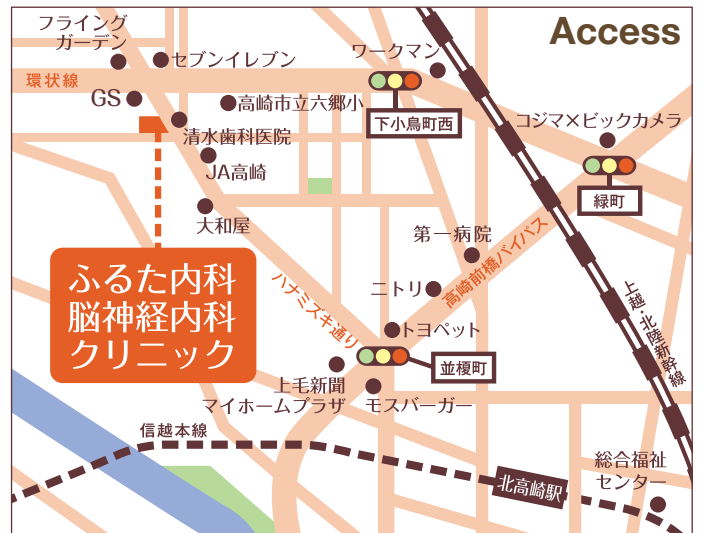 Access
フライング
ガーデン
セブンイレブン
ワークマン
環状線
GS
高崎市立六郷小
下小鳥町西
コジマ×ビックカメラ
清水歯科医院
JA高崎
緑町
大和屋
第一病院
ふるた内科
脳神経内科
クリニック
ハナミズキ通り
ニトリ
高崎前橋バイパス
上越・北陸新幹線
トヨペット
並榎町
上毛新聞
マイホームプラザ
モスバーガー
信越本線
北高崎駅
総合福祉
センター